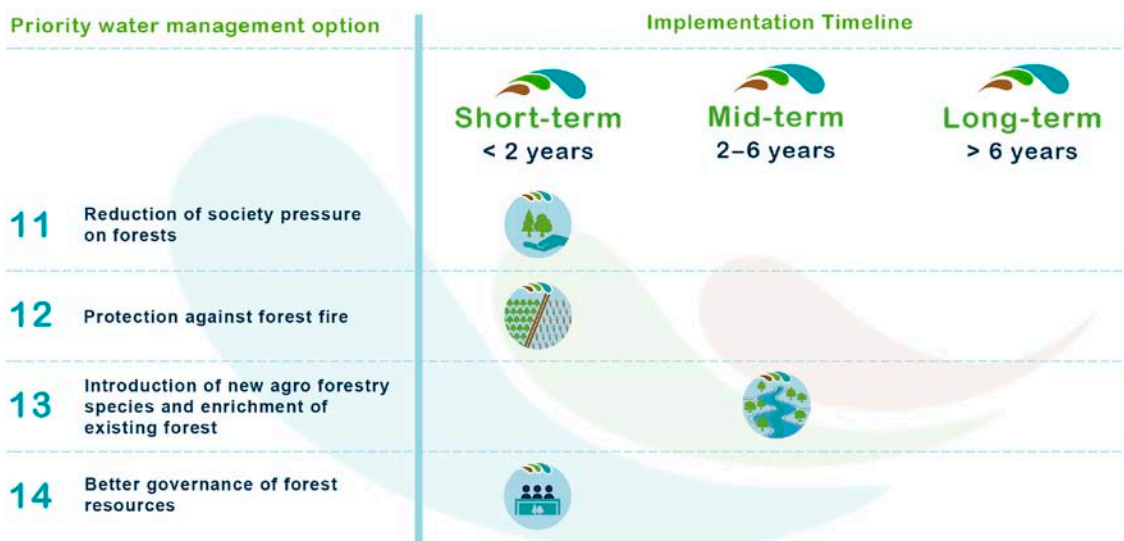 Priority water management option
Implementation Timeline
Short-term
< 2 years
Mid-term
2–6 years
Long-term
> 6 years
11
Reduction of society pressure
on forests
12
Protection against forest fire
13
Introduction of new agro forestry
species and enrichment of
existing forest
14
Better governance of forest
resources